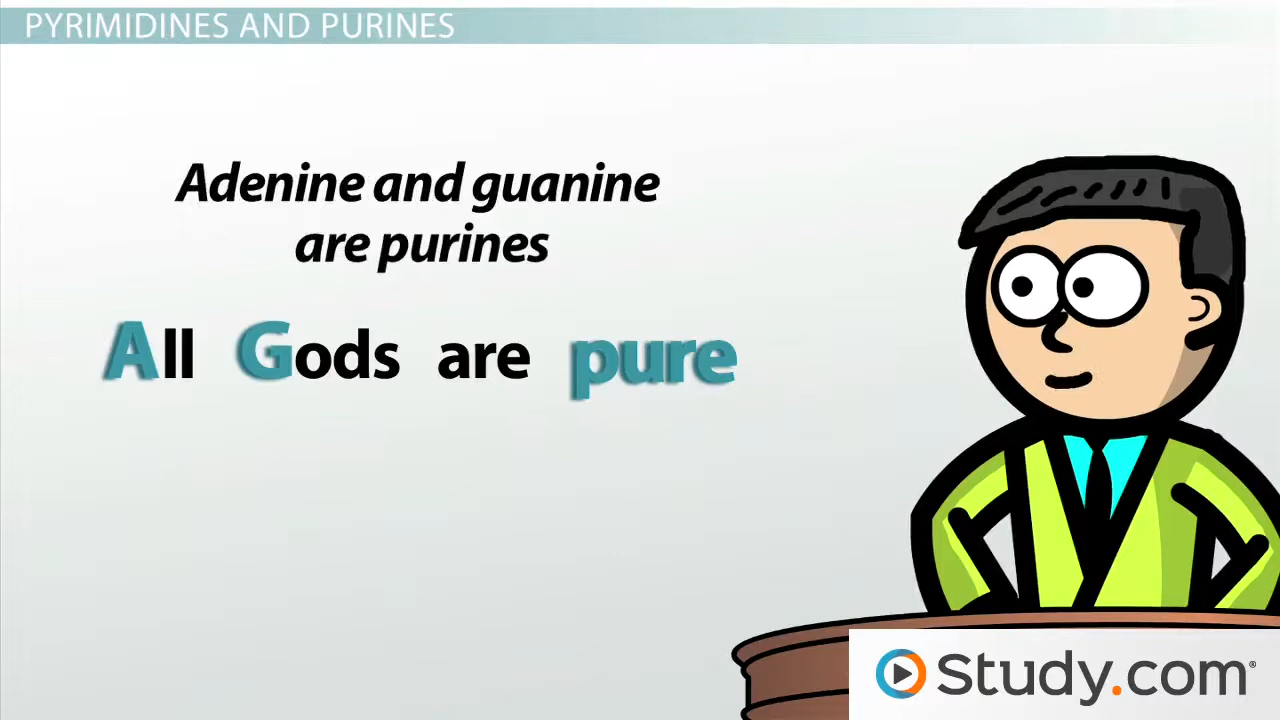 PYRIMIDINES AND PURINES
Adenine and guanine
are purines
All Gods are pure
Study.com®